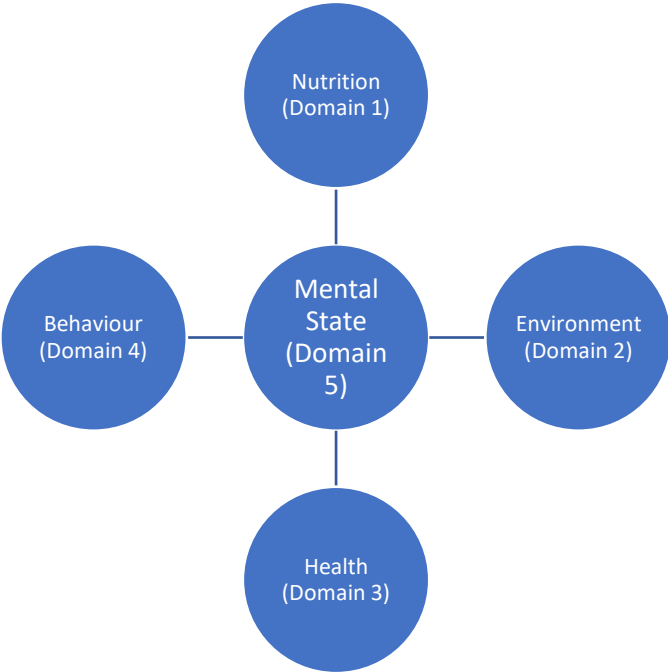 Nutrition
(Domain 1)
Behaviour
(Domain 4)
Mental
State
(Domain
5)
Environment
(Domain 2)
Health
(Domain 3)